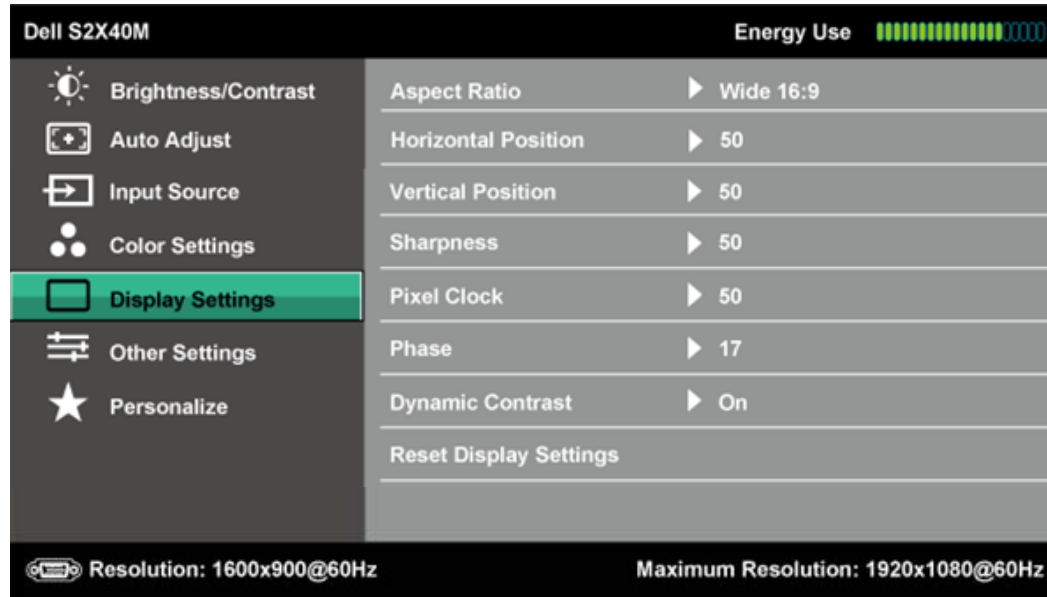 Dell S2X40M Energy Use
Brightness/Contrast
Auto Adjust
Input Source
Color Settings
Display Settings
Other Settings
Personalize
Aspect Ratio Wide 16:9
Horizontal Position 50
Vertical Position 50
Sharpness 50
Pixel Clock 50
Phase 17
Dynamic Contrast On
Reset Display Settings
Resolution: 1600x900@60Hz Maximum Resolution: 1920x1080@60Hz